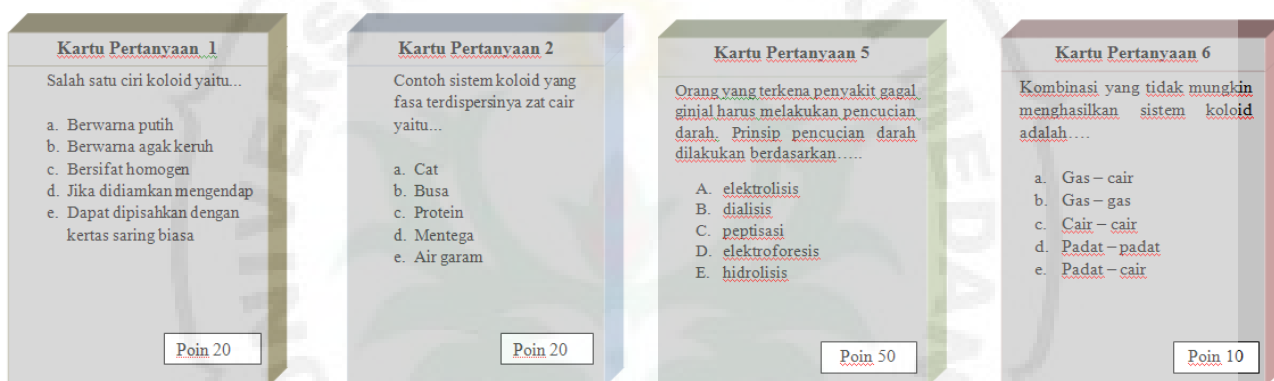 Kartu Pertanyaan 1
Salah satu ciri koloid yaitu...
a. Berwarna putih
b. Berwarna agak keruh
c. Bersifat homogen
d. Jika didiamkan mengendap
e. Dapat dipisahkan dengan
kertas saring biasa
Poin 20
Kartu Pertanyaan 2
Contoh sistem koloid yang
fasa terdispersinya zat cair
yaitu...
a. Cat
b. Busa
c. Protein
d. Mentega
e. Air garam
Poin 20
Kartu Pertanyaan 5
Orang yang terkena penyakit gagal
ginjal harus melakukan pencucian
darah. Prinsip pencucian darah
dilakukan berdasarkan.....
A. elektrolisis
B. dialisis
C. peptisasi
D. elektroforesis
E. hidrolisis
Poin 50
Kartu Pertanyaan 6
Kombinasi yang tidak mungkin
menghasilkan sistem koloid
adalah....
a. Gas – cair
b. Gas – gas
c. Cair – cair
d. Padat – padat
e. Padat – cair
Poin 10